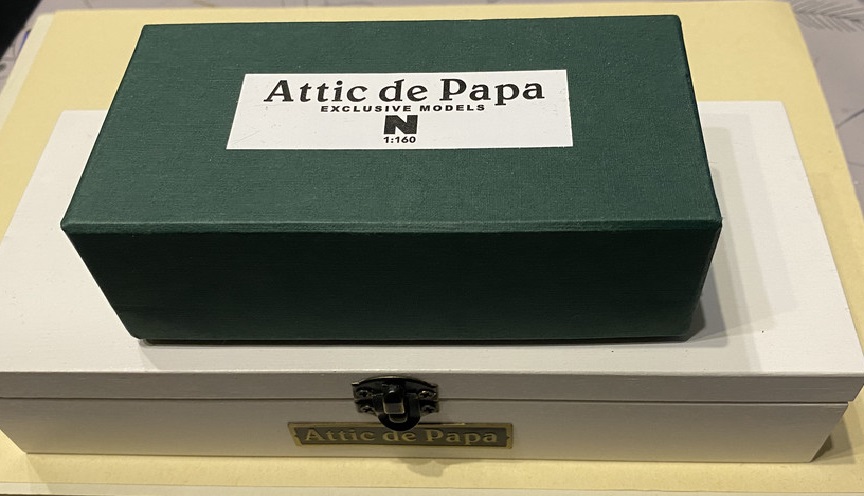 Attic de Papa
EXCLUSIVE MODELS
N
1:160
Attic de Papa